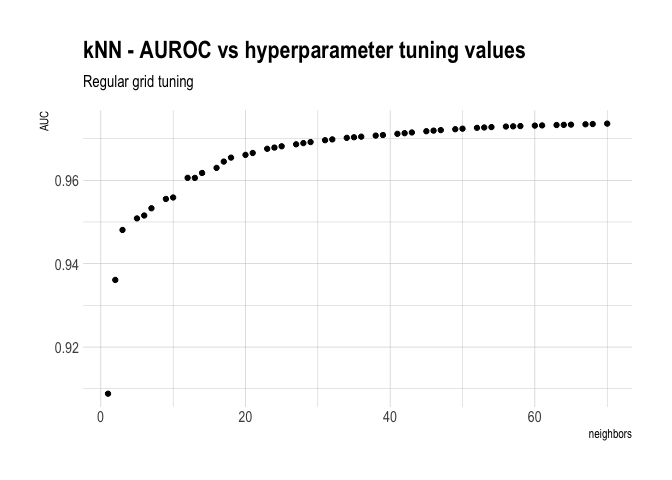 kNN - AUROC vs hyperparameter tuning values
Regular grid tuning
AUC
0.96
0.94
0.92
0 20 40 60
neighbors